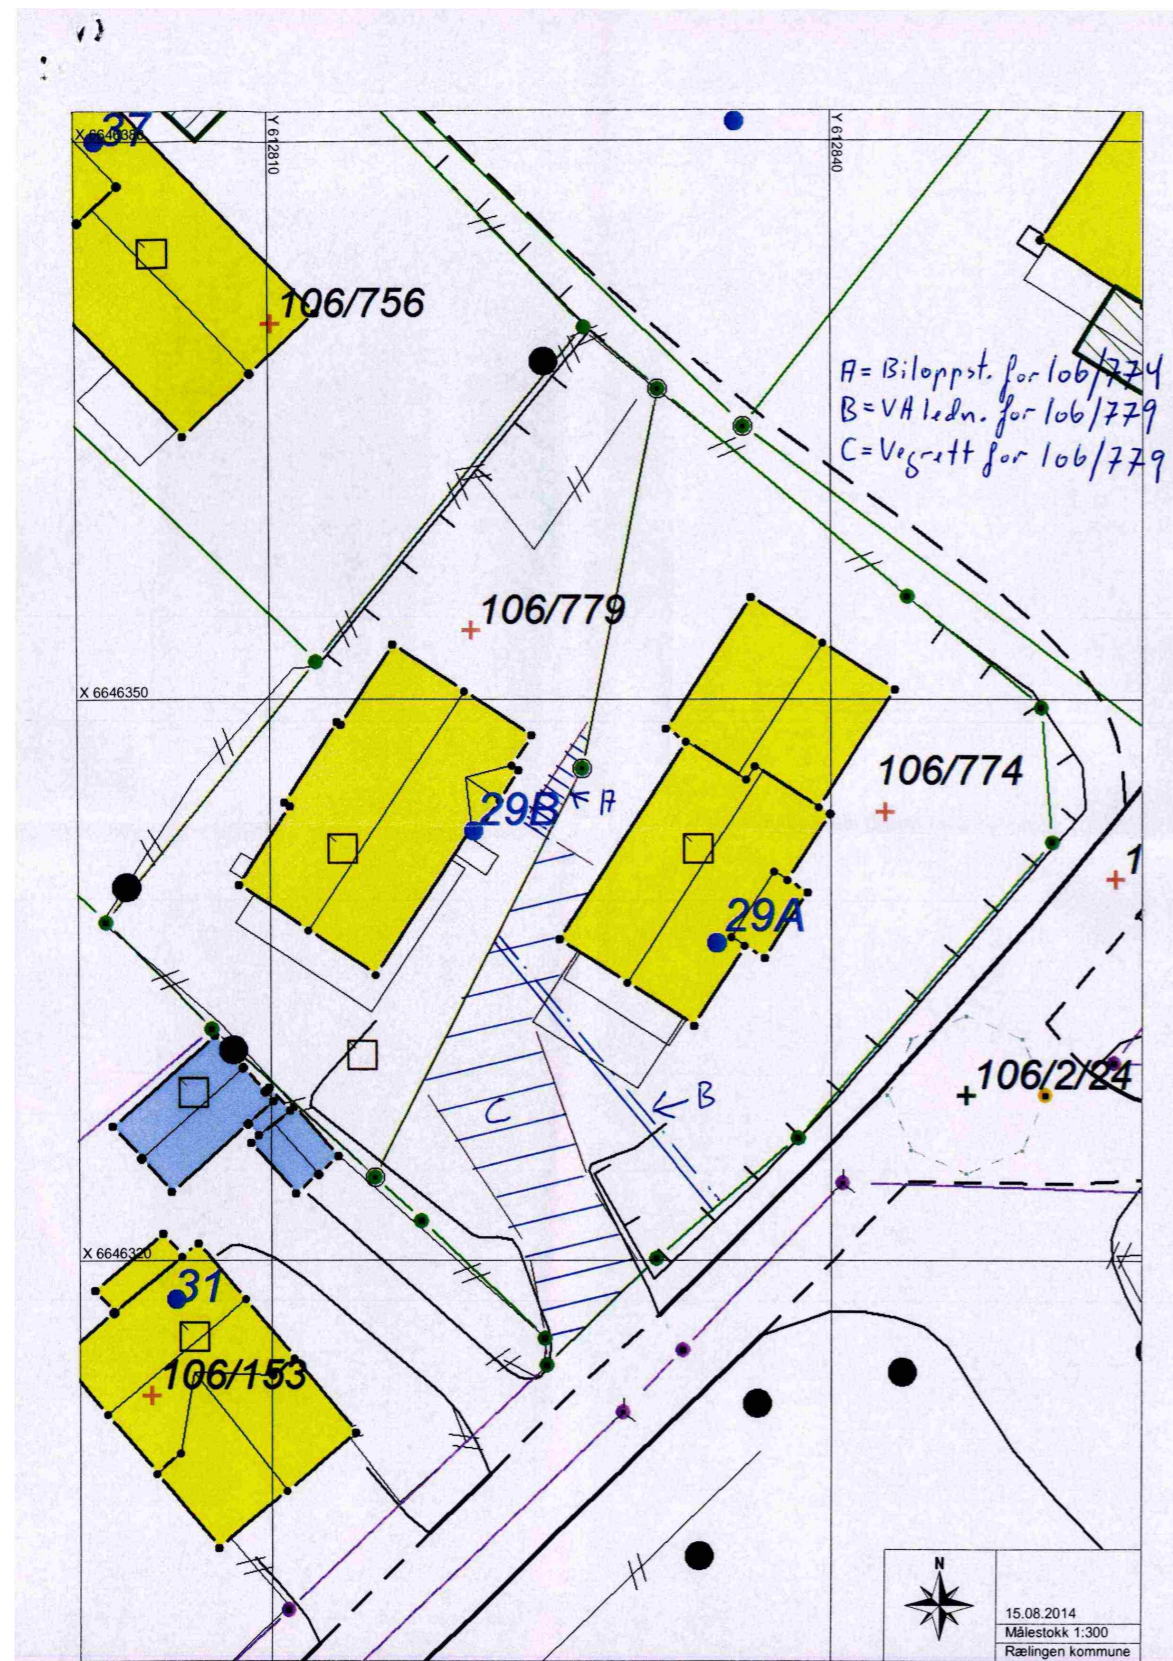 37
X 6646380
Y 612810
Y 612840
106/756
A = Biloppst. for 106/774
B = VA ledn. for 106/779
C = Vegrett for 106/779
106/779
X 6646350
106/774
29B
A
1
29A
106/2/24
B
C
X 6646320
31
106/153
N
15.08.2014
Målestokk 1:300
Rælingen kommune